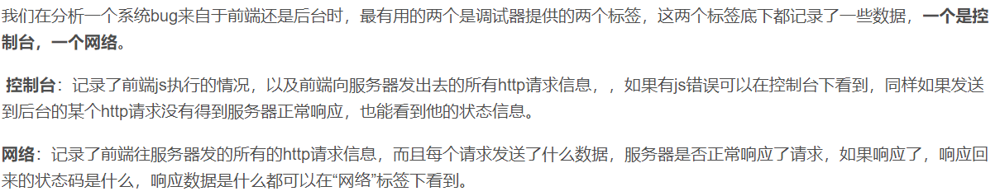 我们在分析一个系统bug来自于前端还是后台时，最有用的两个是调试器提供的两个标签，这两个标签底下都记录了一些数据，一个是控
制台，一个网络。
控制台：记录了前端js执行的情况，以及前端向服务器发出去的所有http请求信息，，如果有js错误可以在控制台下看到，同样如果发送
到后台的某个http请求没有得到服务器正常响应，也能看到他的状态信息。
网络：记录了前端往服务器发的所有的http请求信息，而且每个请求发送了什么数据，服务器是否正常响应了请求，如果响应了，响应回
来的状态码是什么，响应数据是什么都可以在“网络”标签下看到。